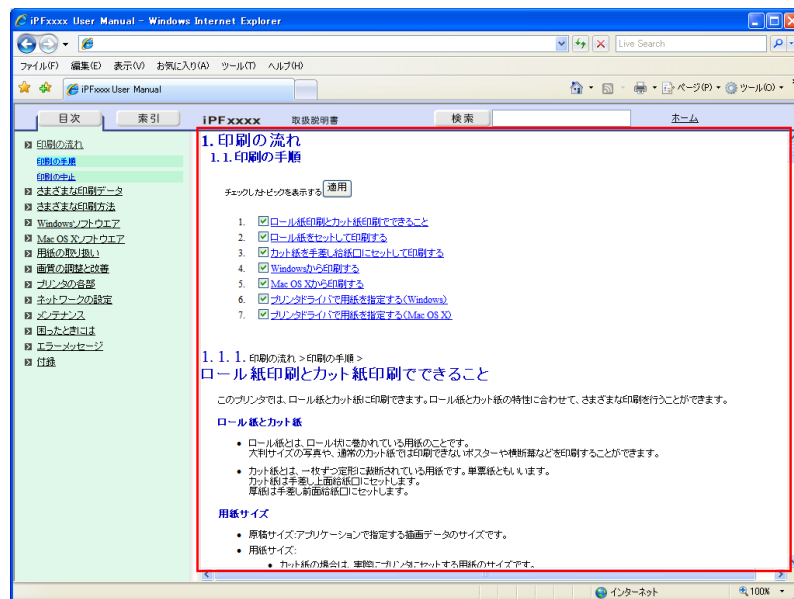 iPFxxxx User Manual - Windows Internet Explorer
Live Search
ファイル(F) 編集(E) 表示(V) お気に入り(A) ツール(T) ヘルプ(H)
iPFxxxx User Manual
ページ(P) ツール(O)
目次 索引 iPFxxxx 取扱説明書 検索 ホーム
印刷の流れ
印刷の手順
印刷の中止
さまざまな印刷データ
さまざまな印刷方法
Windowsソフトウエア
Mac OS Xソフトウエア
用紙の取り扱い
画質の調整と改善
プリンタの各部
ネットワークの設定
メンテナンス
困ったときには
エラーメッセージ
付録
1. 印刷の流れ
1.1. 印刷の手順
チェックしたトピックを表示する 適用
1. ロール紙印刷とカット紙印刷でできること
2. ロール紙をセットして印刷する
3. カット紙を手差し給紙口にセットして印刷する
4. Windowsから印刷する
5. Mac OS Xから印刷する
6. プリンタドライバで用紙を指定する(Windows)
7. プリンタドライバで用紙を指定する(Mac OS X)
1. 1. 1. 印刷の流れ >印刷の手順 >
ロール紙印刷とカット紙印刷でできること
このプリンタでは、ロール紙とカット紙に印刷できます。ロール紙とカット紙の特性に合わせて、さまざまな印刷を行うことができます。
ロール紙とカット紙
• ロール紙とは、ロール状に巻かれている用紙のことです。
大判サイズの写真や、通常のカット紙では印刷できないポスターや横断幕などを印刷することができます。
• カット紙とは、一枚ずつ定形に裁断されている用紙です。単票紙ともいいます。
カット紙は手差し上面給紙口にセットします。
厚紙は手差し前面給紙口にセットします。
用紙サイズ
• 原稿サイズ:アプリケーションで指定する描画データのサイズです。
• 用紙サイズ:
• カット紙の場合は、実際にプリンタにセットする用紙のサイズです。
インターネット 100%